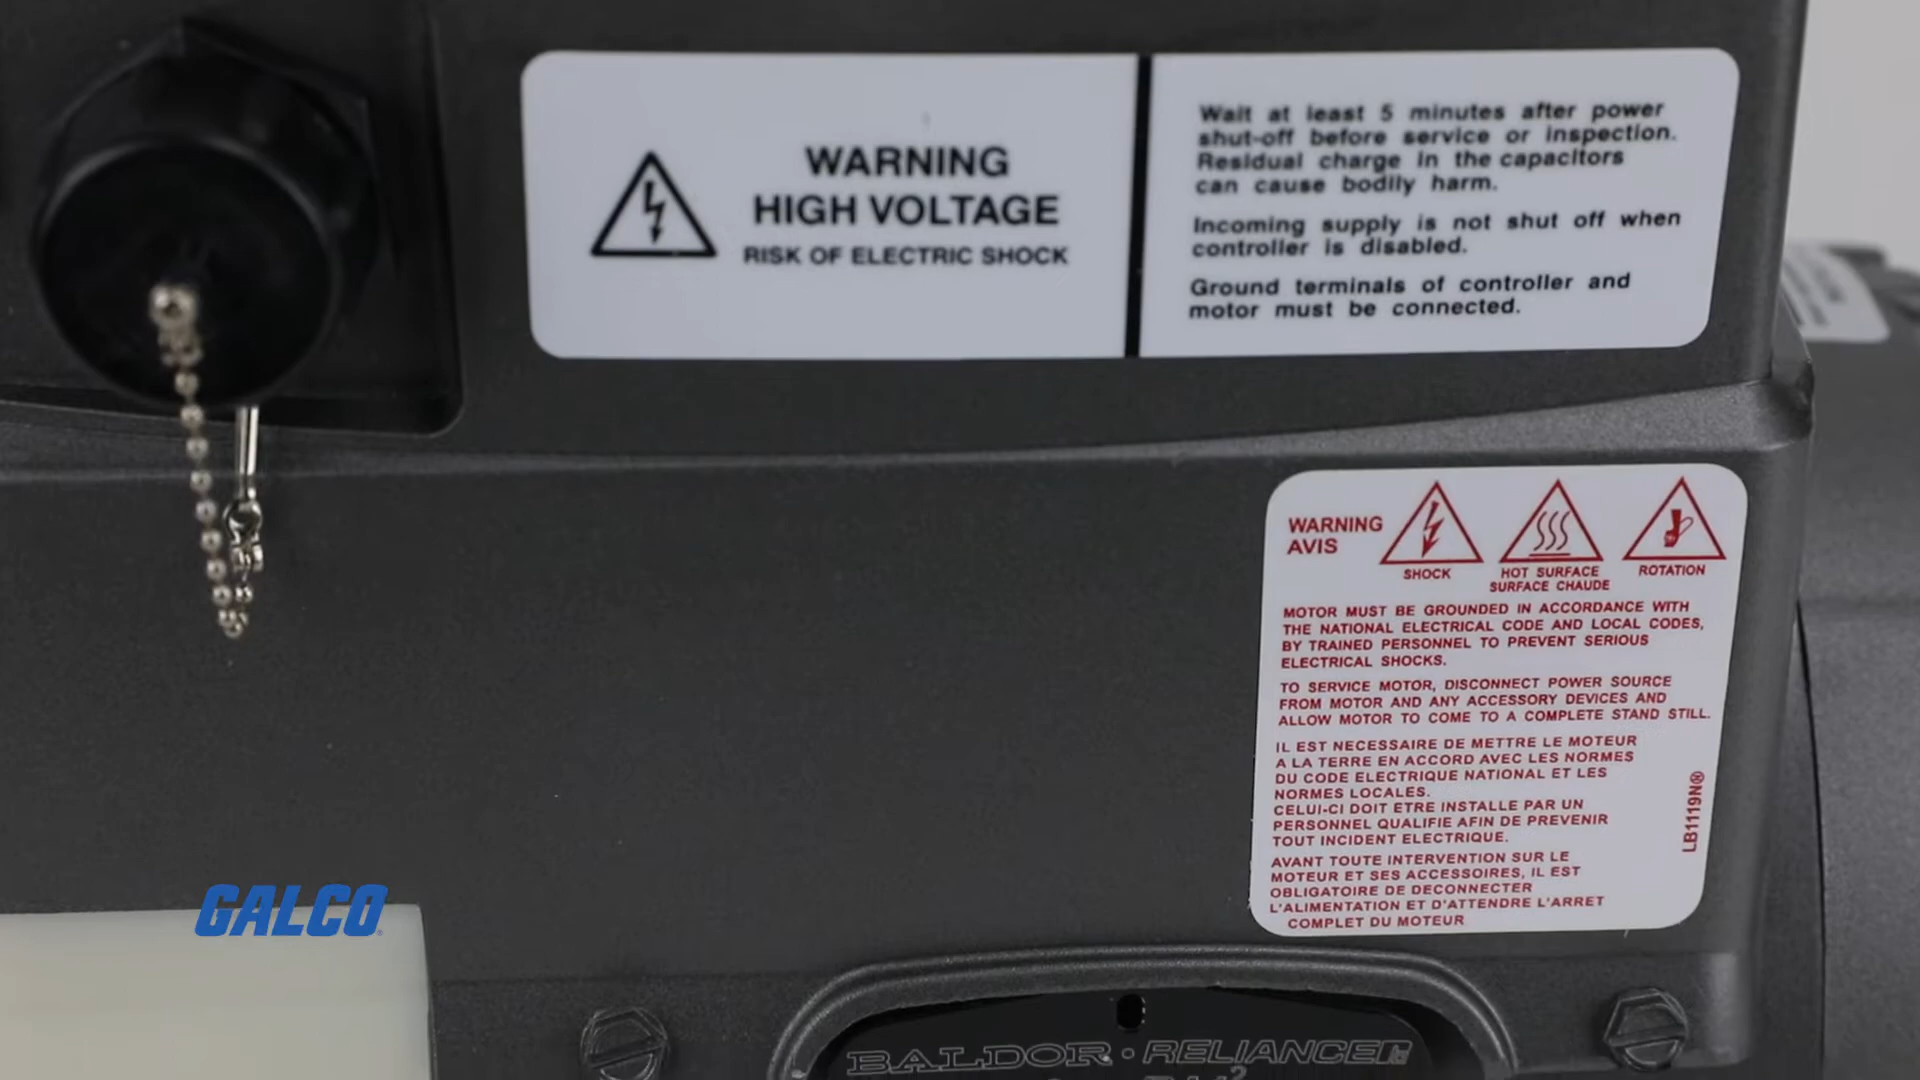 WARNING
HIGH VOLTAGE
RISK OF ELECTRIC SHOCK
Wait at least 5 minutes after power
shut-off before service or inspection.
Residual charge in the capacitors
can cause bodily harm.
Incoming supply is not shut off when
controller is disabled.
Ground terminals of controller and
motor must be connected.
WARNING
AVIS
SHOCK
HOT SURFACE
SURFACE CHAUDE
ROTATION
MOTOR MUST BE GROUNDED IN ACCORDANCE WITH
THE NATIONAL ELECTRICAL CODE AND LOCAL CODES,
BY TRAINED PERSONNEL TO PREVENT SERIOUS
ELECTRICAL SHOCKS.
TO SERVICE MOTOR, DISCONNECT POWER SOURCE
FROM MOTOR AND ANY ACCESSORY DEVICES AND
ALLOW MOTOR TO COME TO A COMPLETE STAND STILL.
IL EST NECESSAIRE DE METTRE LE MOTEUR
A LA TERRE EN ACCORD AVEC LES NORMES
DU CODE ELECTRIQUE NATIONAL ET LES
NORMES LOCALES.
CELUI-CI DOIT ETRE INSTALLE PAR UN
PERSONNEL QUALIFIE AFIN DE PREVENIR
TOUT INCIDENT ELECTRIQUE.
AVANT TOUTE INTERVENTION SUR LE
MOTEUR ET SES ACCESSOIRES, IL EST
OBLIGATOIRE DE DECONNECTER
L'ALIMENTATION ET D'ATTENDRE L'ARRET
COMPLET DU MOTEUR
LB1119N®
GALCO
BALDOR • RELIANCER